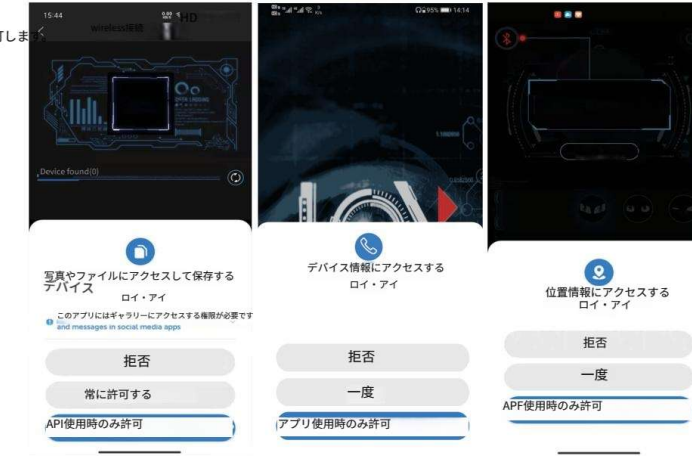 15:44
HD
可します。
wireless接続
Device found(0)
写真やファイルにアクセスして保存する
デバイス
ロイ・アイ
このアプリにはギャラリーにアクセスする権限が必要です
and messages in social media apps
拒否
常に許可する
API使用時のみ許可
95% 14:14
デバイス情報にアクセスする
ロイ・アイ
拒否
一度
アプリ使用時のみ許可
位置情報にアクセスする
ロイ・アイ
拒否
一度
APF使用時のみ許可